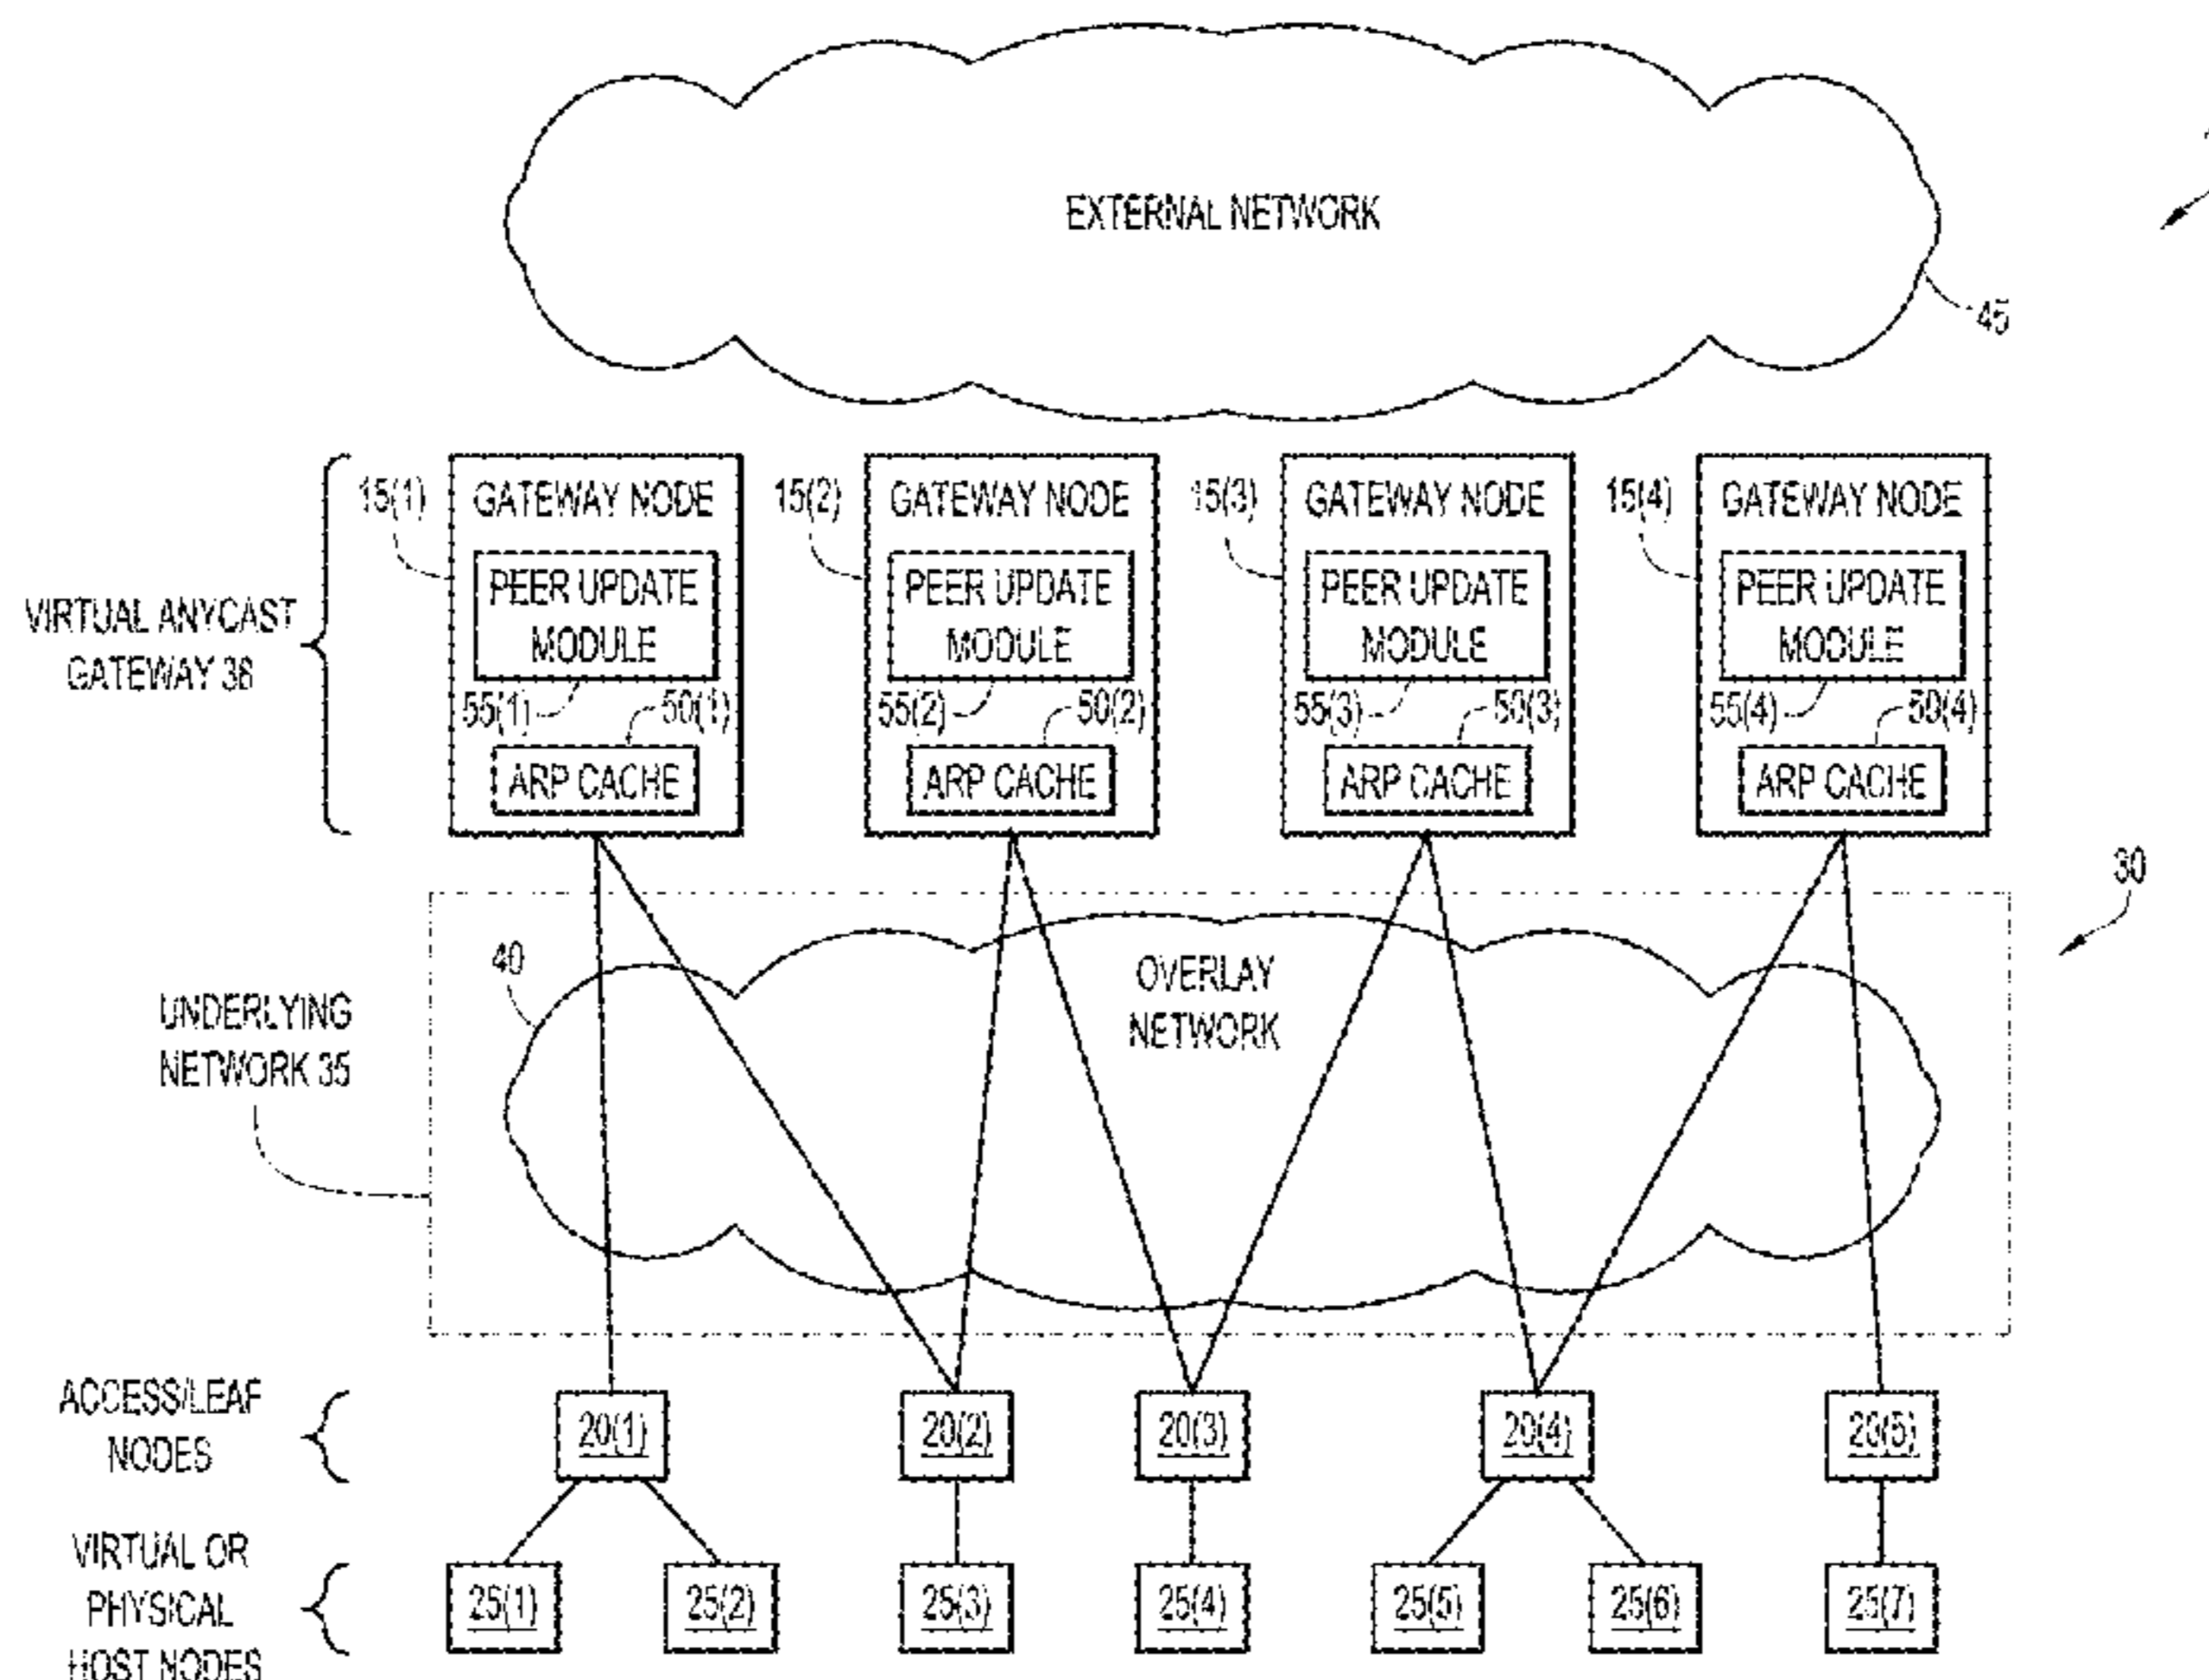 EXTERNAL NETWORK
45
15(1)
GATEWAY NODE
PEER UPDATE
MODULE
55(1)
50(1)
ARP CACHE
15(2)
GATEWAY NODE
PEER UPDATE
MODULE
55(2)
50(2)
ARP CACHE
15(3)
GATEWAY NODE
PEER UPDATE
MODULE
55(3)
50(3)
ARP CACHE
15(4)
GATEWAY NODE
PEER UPDATE
MODULE
55(4)
50(4)
ARP CACHE
VIRTUAL ANYCAST
GATEWAY 38
30
40
OVERLAY
NETWORK
UNDERLYING
NETWORK 35
ACCESS/LEAF
NODES
20(1)
20(2)
20(3)
20(4)
20(5)
VIRTUAL OR
PHYSICAL
HOST NODES
25(1)
25(2)
25(3)
25(4)
25(5)
25(6)
25(7)